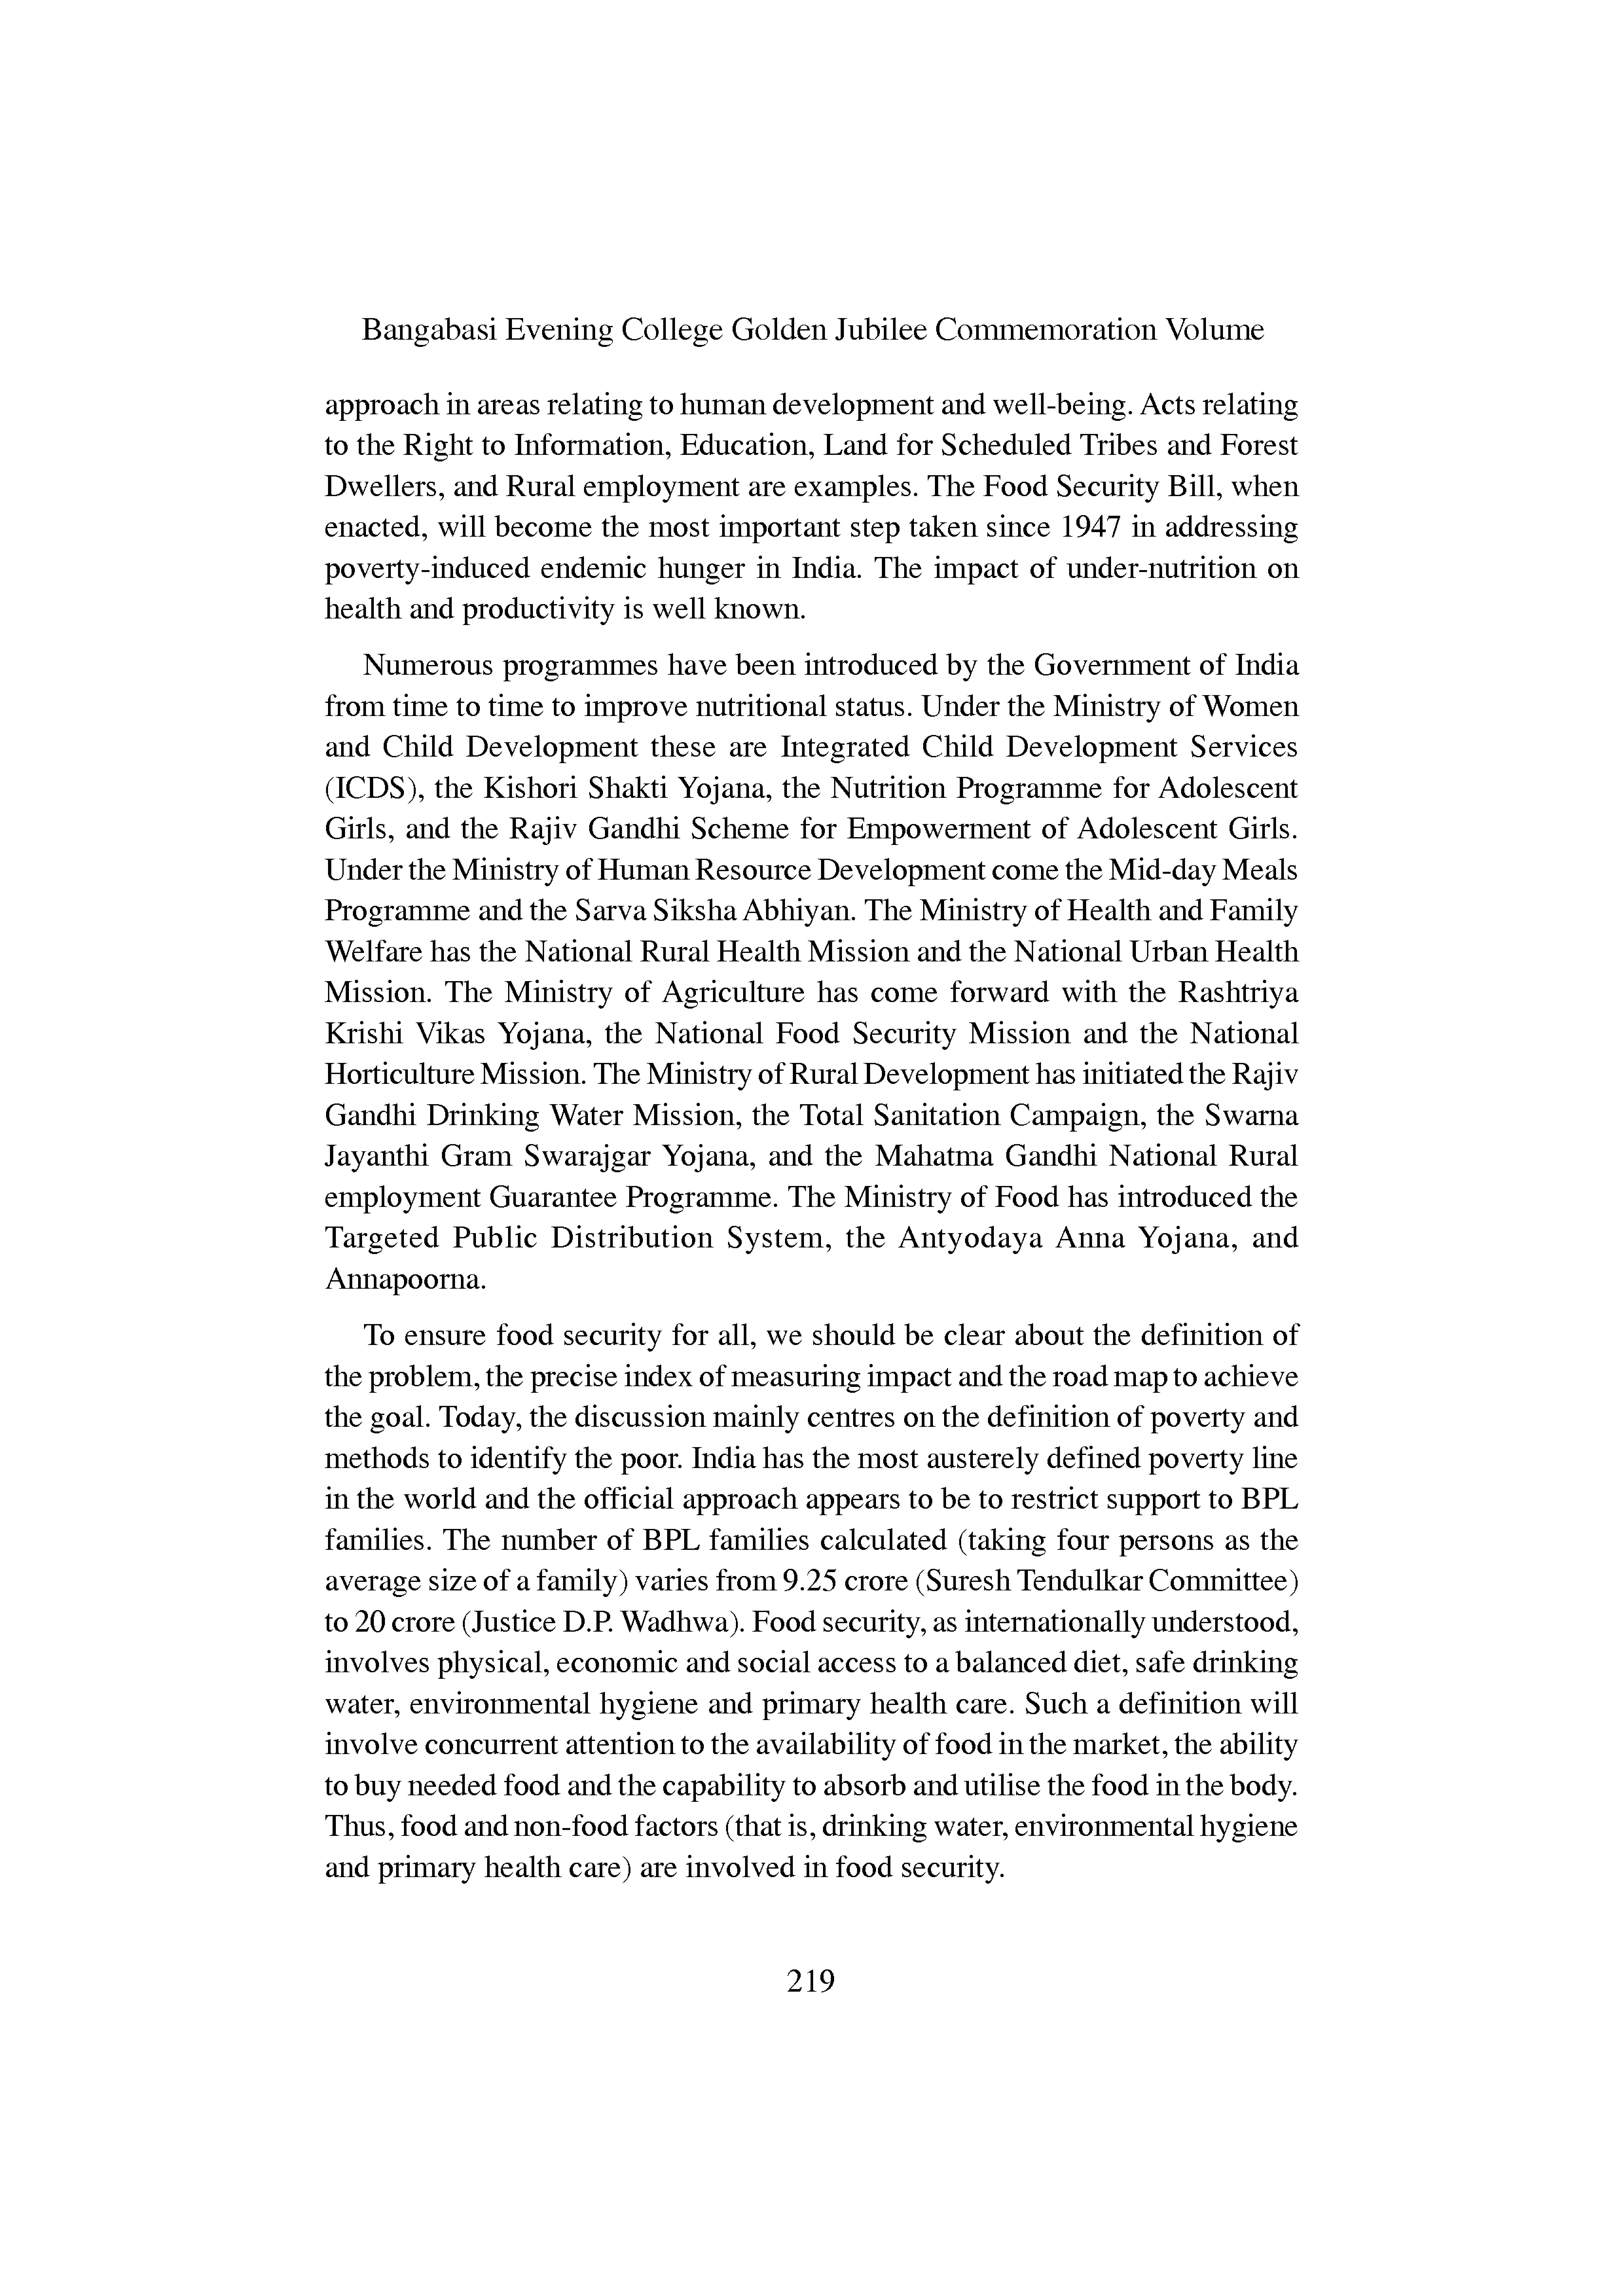 Bangabasi Evening College Golden Jubilee Commemoration Volume
approach in areas relating to human development and well-being. Acts relating
to the Right to Information, Education, Land for Scheduled Tribes and Forest
Dwellers, and Rural employment are examples. The Food Security Bill, when
enacted, will become the most important step taken since 1947 in addressing
poverty-induced endemic hunger in India. The impact of under-nutrition on
health and productivity is well known.
Numerous programmes have been introduced by the Government of India
from time to time to improve nutritional status. Under the Ministry of Women
and Child Development these are Integrated Child Development Services
(ICDS), the Kishori Shakti Yojana, the Nutrition Programme for Adolescent
Girls, and the Rajiv Gandhi Scheme for Empowerment of Adolescent Girls.
Under the Ministry of Human Resource Development come the Mid-day Meals
Programme and the Sarva Siksha Abhiyan. The Ministry of Health and Family
Welfare has the National Rural Health Mission and the National Urban Health
Mission. The Ministry of Agriculture has come forward with the Rashtriya
Krishi Vikas Yojana, the National Food Security Mission and the National
Horticulture Mission. The Ministry of Rural Development has initiated the Rajiv
Gandhi Drinking Water Mission, the Total Sanitation Campaign, the Swarna
Jayanthi Gram Swarajgar Yojana, and the Mahatma Gandhi National Rural
employment Guarantee Programme. The Ministry of Food has introduced the
Targeted Public Distribution System, the Antyodaya Anna Yojana, and
Annapoorna.
To ensure food security for all, we should be clear about the definition of
the problem, the precise index of measuring impact and the road map to achieve
the goal. Today, the discussion mainly centres on the definition of poverty and
methods to identify the poor. India has the most austerely defined poverty line
in the world and the official approach appears to be to restrict support to BPL
families. The number of BPL families calculated (taking four persons as the
average size of a family) varies from 9.25 crore (Suresh Tendulkar Committee)
to 20 crore (Justice D.P. Wadhwa). Food security, as internationally understood,
involves physical, economic and social access to a balanced diet, safe drinking
water, environmental hygiene and primary health care. Such a definition will
involve concurrent attention to the availability of food in the market, the ability
to buy needed food and the capability to absorb and utilise the food in the body.
Thus, food and non-food factors (that is, drinking water, environmental hygiene
and primary health care) are involved in food security.
219